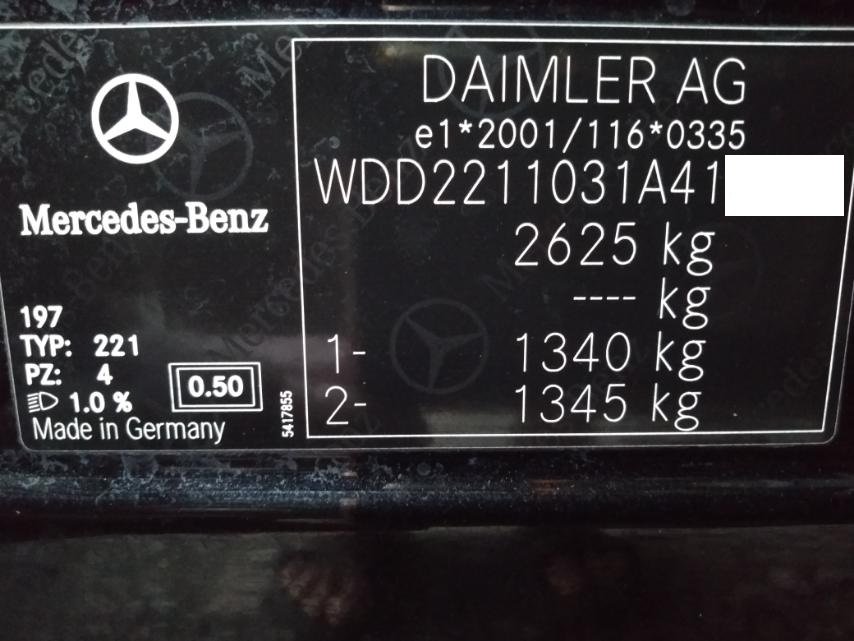 Mercedes-Benz
197
TYP: 221
PZ: 4
1.0 %
0.50
Made in Germany
5417855
DAIMLER AG
e1*2001/116*0335
WDD2211031A41
2625 kg
---- kg
1- 1340 kg
2- 1345 kg